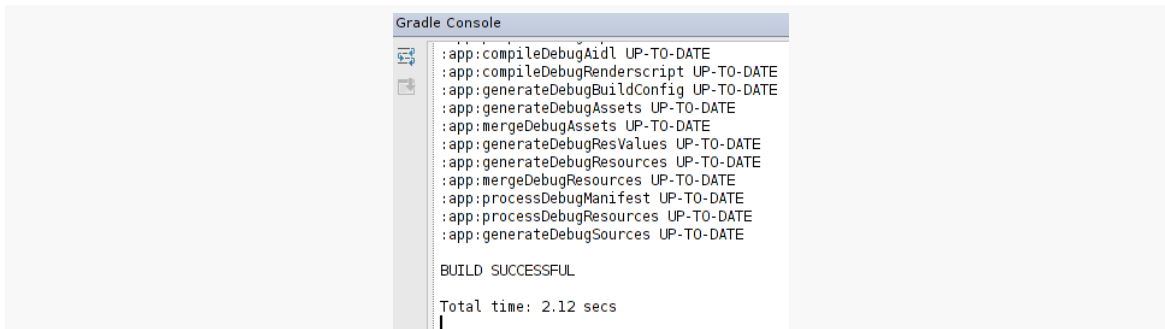 Gradle Console
:app:compileDebugAidl UP-TO-DATE
:app:compileDebugRenderscript UP-TO-DATE
:app:generateDebugBuildConfig UP-TO-DATE
:app:generateDebugAssets UP-TO-DATE
:app:mergeDebugAssets UP-TO-DATE
:app:generateDebugResValues UP-TO-DATE
:app:generateDebugResources UP-TO-DATE
:app:mergeDebugResources UP-TO-DATE
:app:processDebugManifest UP-TO-DATE
:app:processDebugResources UP-TO-DATE
:app:generateDebugSources UP-TO-DATE
BUILD SUCCESSFUL
Total time: 2.12 secs